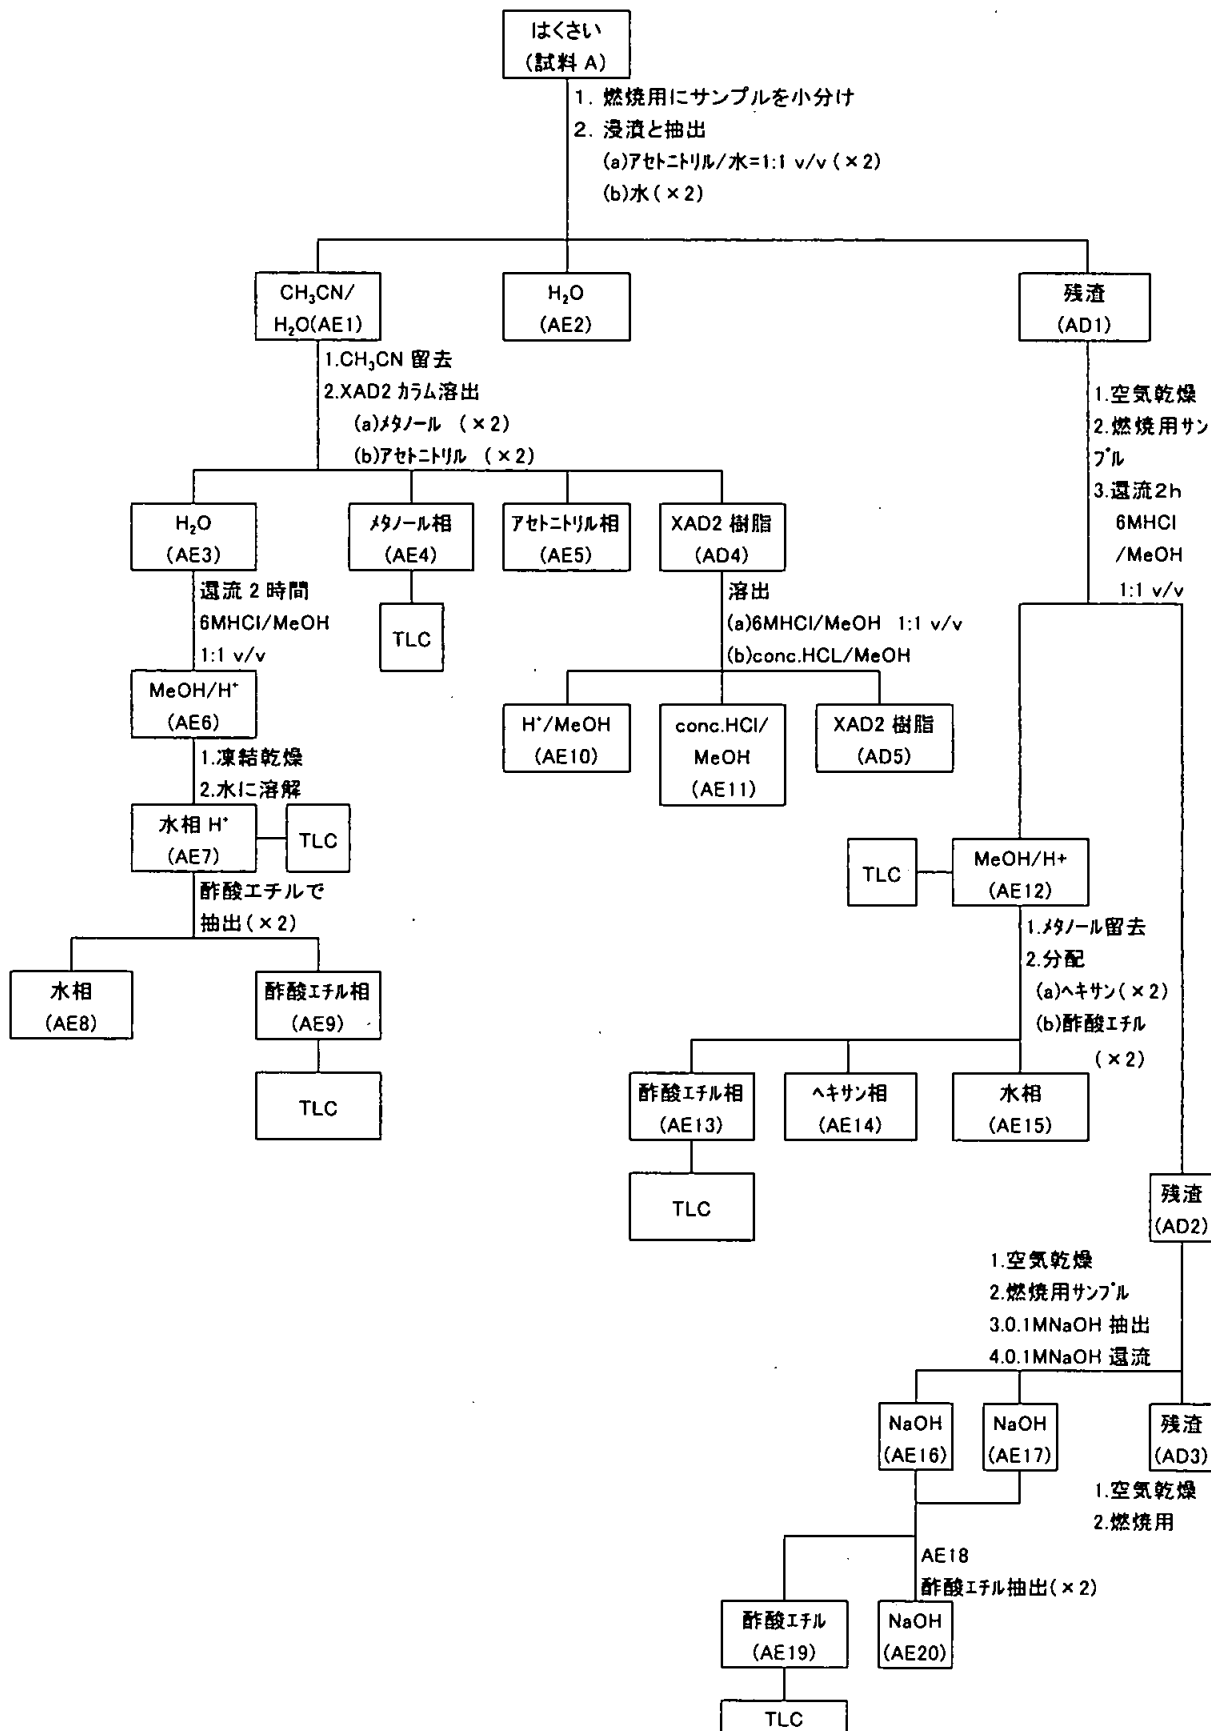 はくさい
(試料 A)
1. 燃焼用にサンプルを小分け
2. 浸漬と抽出
(a)アセトニトリル/水=1:1 v/v (×2)
(b)水(×2)
CH₃CN/
H₂O(AE1)
H₂O
(AE2)
残渣
(AD1)
1.CH₃CN 留去
2.XAD2 カラム溶出
(a)メタノール (×2)
(b)アセトニトリル (×2)
1.空気乾燥
2.燃焼用サン
プル
3.還流2h
6MHCl
/MeOH
1:1 v/v
H₂O
(AE3)
メタノール相
(AE4)
アセトニトリル相
(AE5)
XAD2 樹脂
(AD4)
還流 2 時間
6MHCl/MeOH
1:1 v/v
TLC
溶出
(a)6MHCl/MeOH 1:1 v/v
(b)conc.HCL/MeOH
MeOH/H⁺
(AE6)
H⁺/MeOH
(AE10)
conc.HCl/
MeOH
(AE11)
XAD2 樹脂
(AD5)
1.凍結乾燥
2.水に溶解
水相 H⁺
(AE7)
TLC
TLC
MeOH/H+
(AE12)
酢酸エチルで
抽出(×2)
1.メタノール留去
2.分配
(a)ヘキサン(×2)
(b)酢酸エチル
(×2)
水相
(AE8)
酢酸エチル相
(AE9)
TLC
酢酸エチル相
(AE13)
ヘキサン相
(AE14)
水相
(AE15)
TLC
残渣
(AD2)
1.空気乾燥
2.燃焼用サンプル
3.0.1MNaOH 抽出
4.0.1MNaOH 還流
NaOH
(AE16)
NaOH
(AE17)
残渣
(AD3)
1.空気乾燥
2.燃焼用
AE18
酢酸エチル抽出(×2)
酢酸エチル
(AE19)
NaOH
(AE20)
TLC